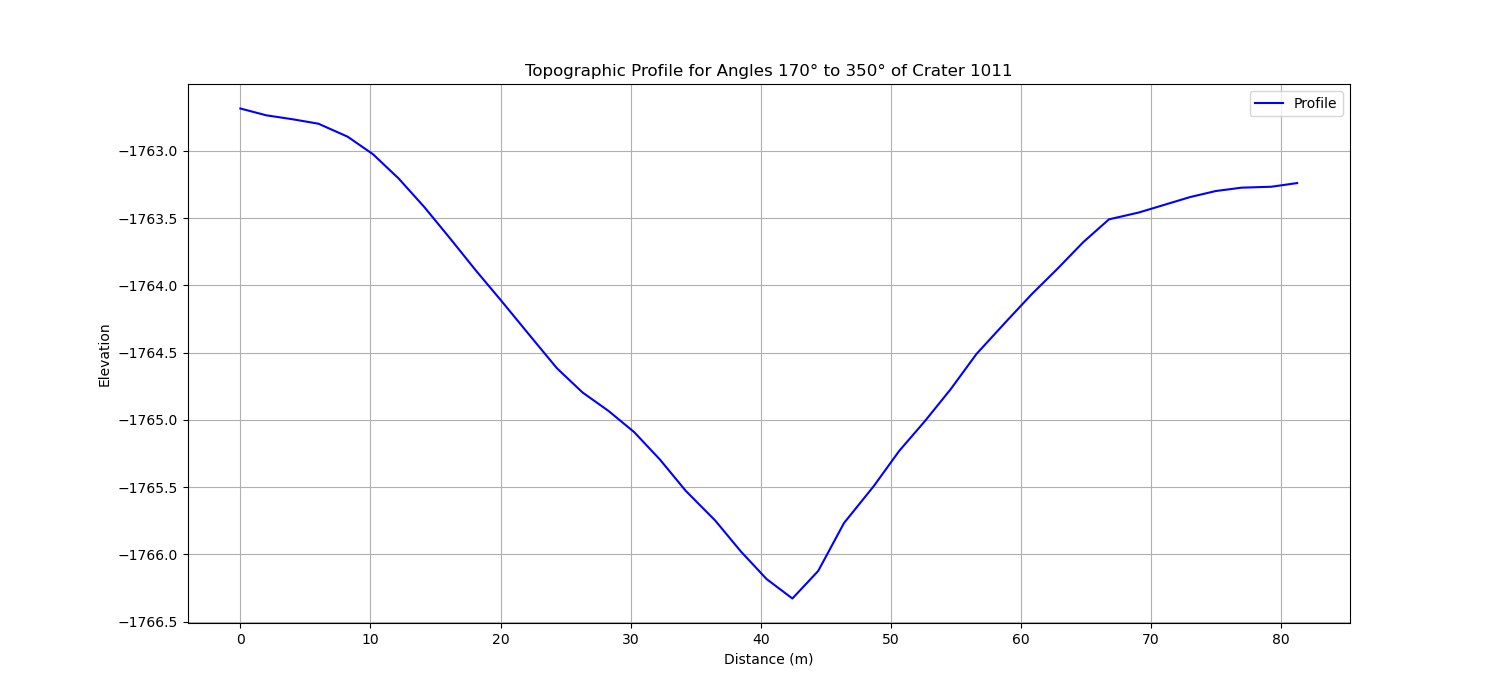 Topographic Profile for Angles 170° to 350° of Crater 1011
Profile
−1763.0
−1763.5
−1764.0
−1764.5
−1765.0
−1765.5
−1766.0
−1766.5
Elevation
0 10 20 30 40 50 60 70 80
Distance (m)